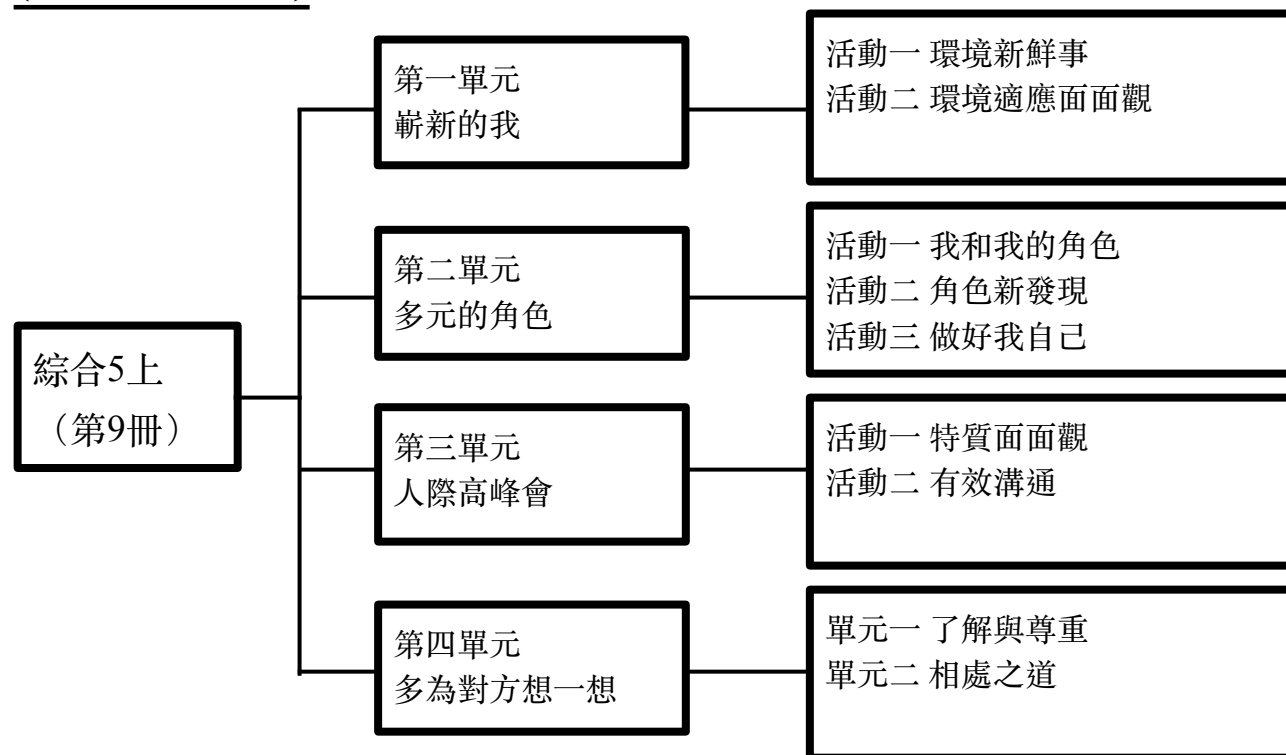 綜合5上
（第9冊）
第一單元
嶄新的我
活動一 環境新鮮事
活動二 環境適應面面觀
第二單元
多元的角色
活動一 我和我的角色
活動二 角色新發現
活動三 做好我自己
第三單元
人際高峰會
活動一 特質面面觀
活動二 有效溝通
第四單元
多為對方想一想
單元一 了解與尊重
單元二 相處之道